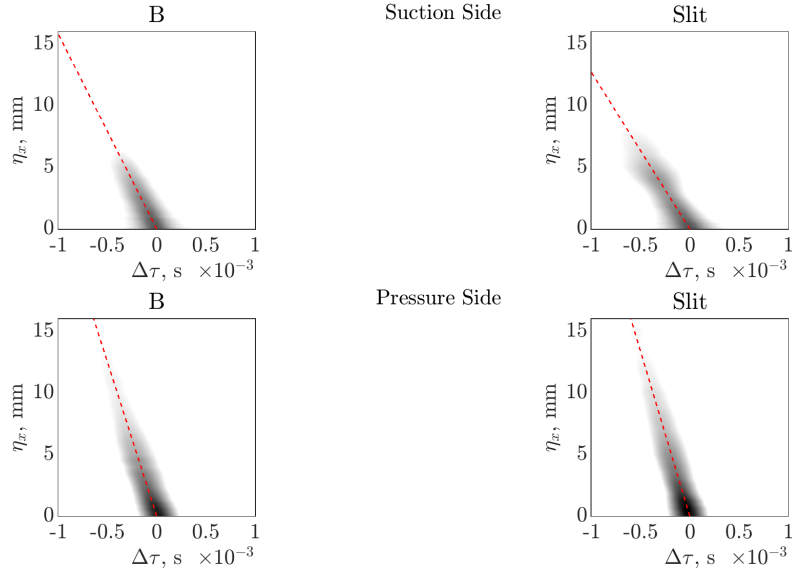 B Suction Side Slit
15 15
10 10
5 5
0 0
η_x, mm η_x, mm
-1 -0.5 0 0.5 1 -1 -0.5 0 0.5 1
Δτ, s ×10⁻³ Δτ, s ×10⁻³
B Pressure Side Slit
15 15
10 10
5 5
0 0
η_x, mm η_x, mm
-1 -0.5 0 0.5 1 -1 -0.5 0 0.5 1
Δτ, s ×10⁻³ Δτ, s ×10⁻³